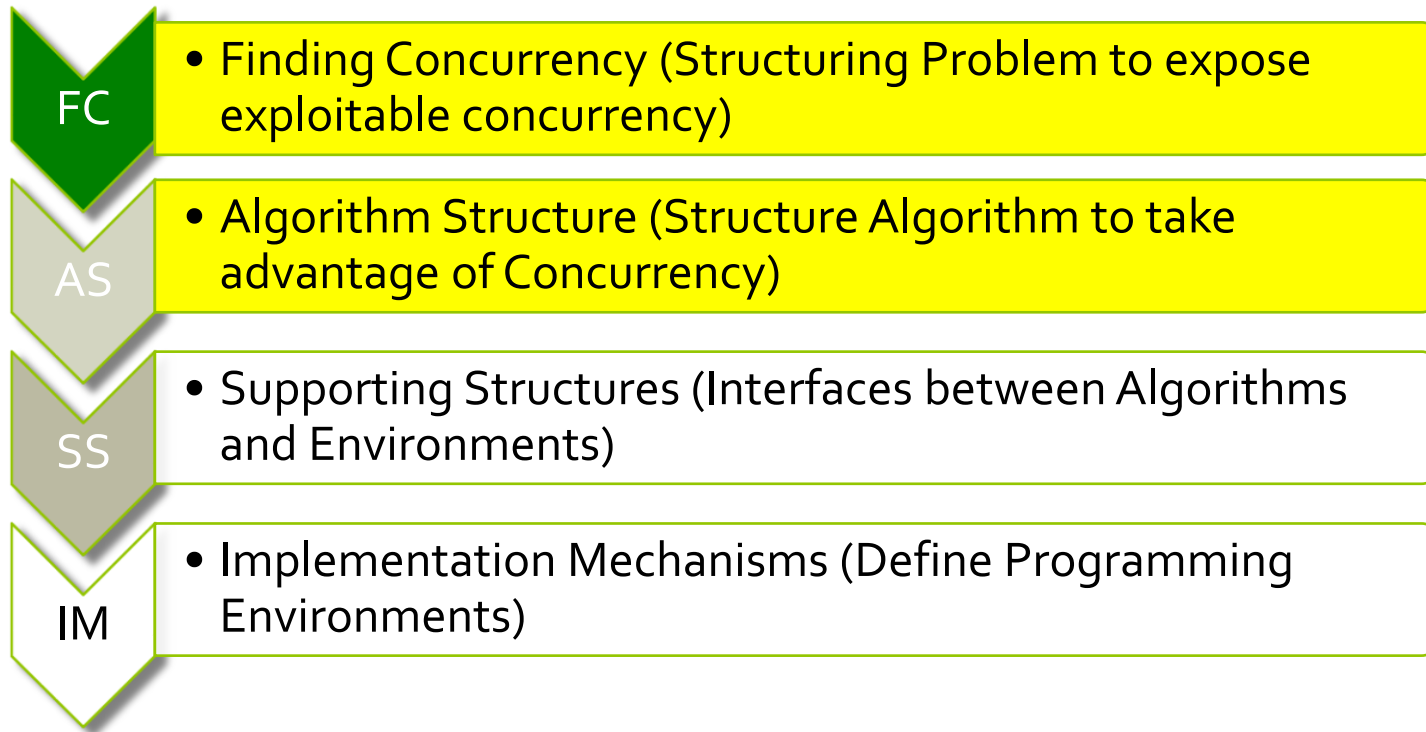 FC
• Finding Concurrency (Structuring Problem to expose
exploitable concurrency)
AS
• Algorithm Structure (Structure Algorithm to take
advantage of Concurrency)
SS
• Supporting Structures (Interfaces between Algorithms
and Environments)
IM
• Implementation Mechanisms (Define Programming
Environments)